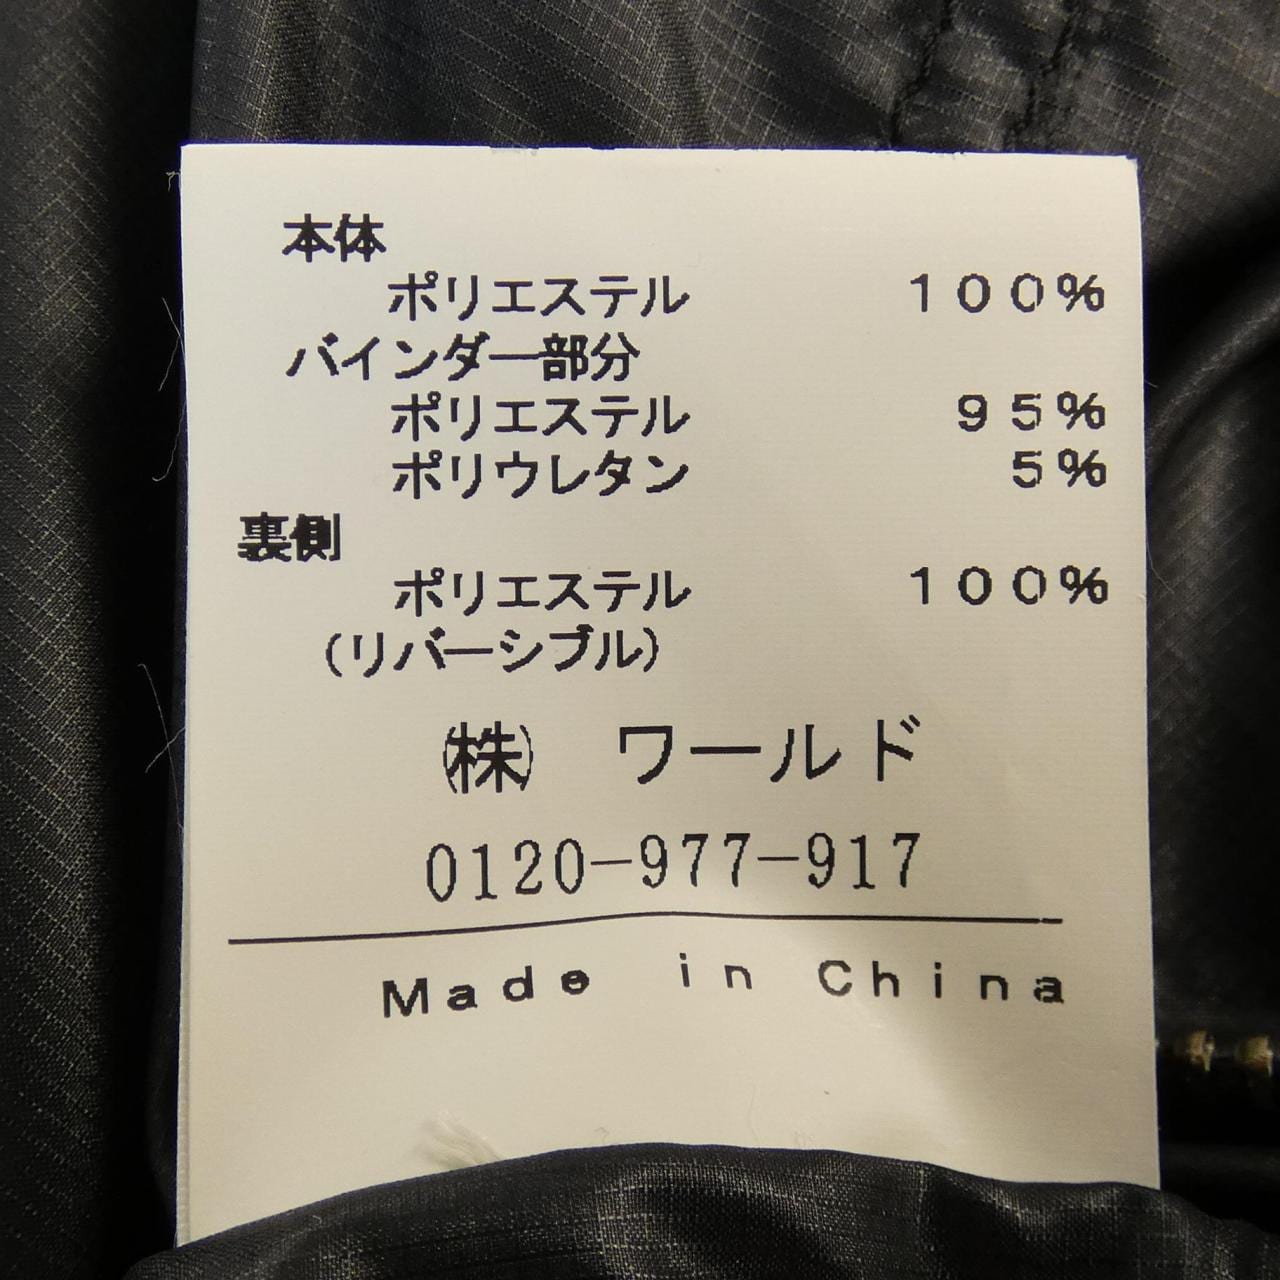 本体
ポリエステル 100%
バインダー部分
ポリエステル 95%
ポリウレタン 5%
裏側
ポリエステル 100%
(リバーシブル)
㈱ ワールド
0120-977-917
Made in China